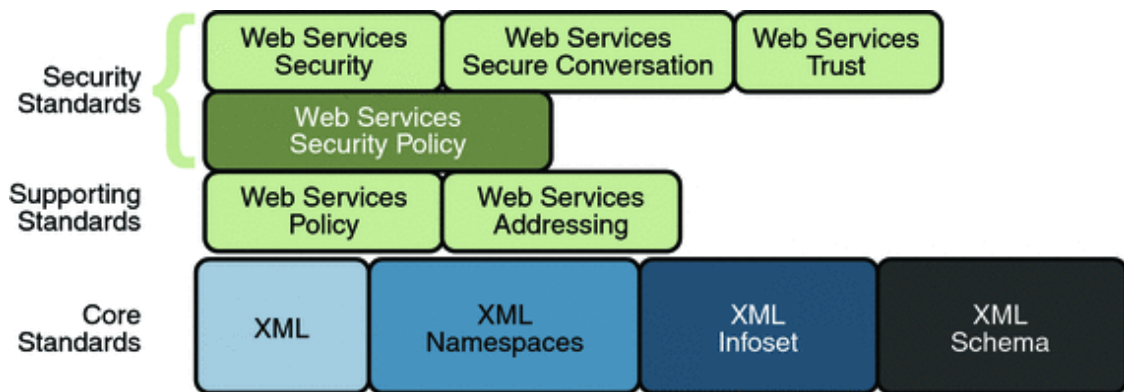 Security
Standards
Web Services
Security
Web Services
Secure Conversation
Web Services
Trust
Web Services
Security Policy
Supporting
Standards
Web Services
Policy
Web Services
Addressing
Core
Standards
XML
XML
Namespaces
XML
Infoset
XML
Schema